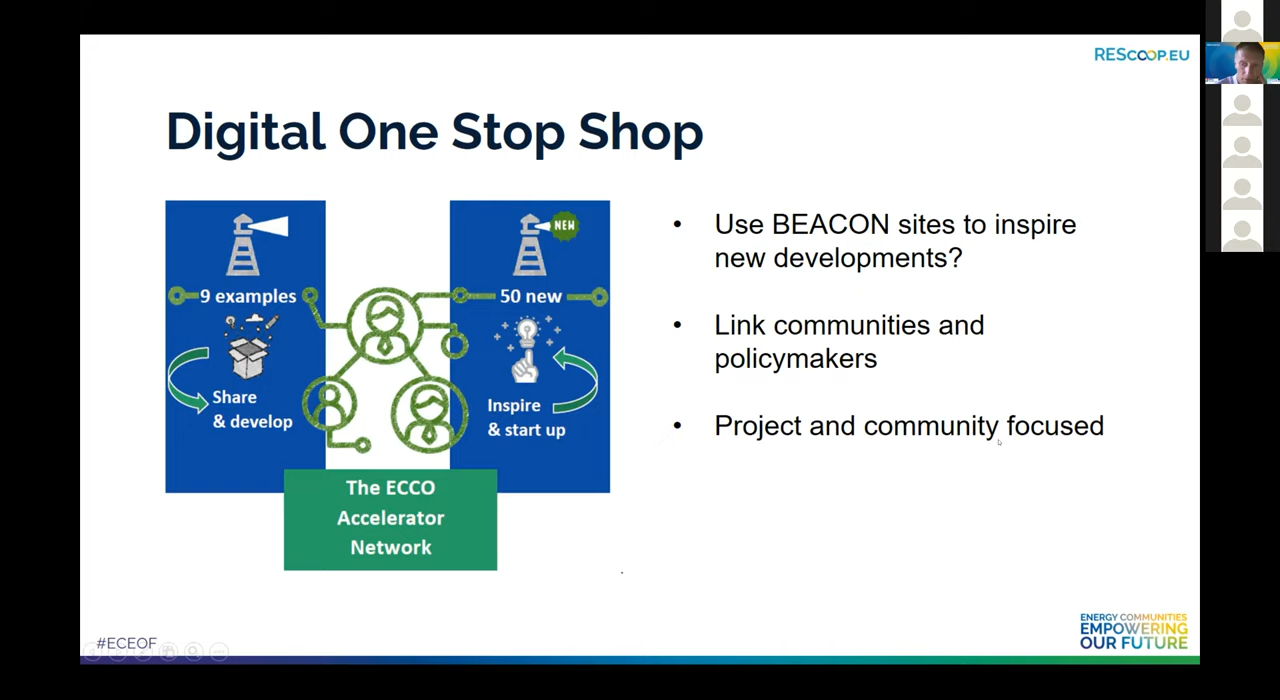 RESCOOP.EU
Digital One Stop Shop
NEW
9 examples
50 new
Share
& develop
Inspire
& start up
The ECCO
Accelerator
Network
• Use BEACON sites to inspire
new developments?
• Link communities and
policymakers
• Project and community focused
#ECEOF
ENERGY COMMUNITIES
EMPOWERING
OUR FUTURE